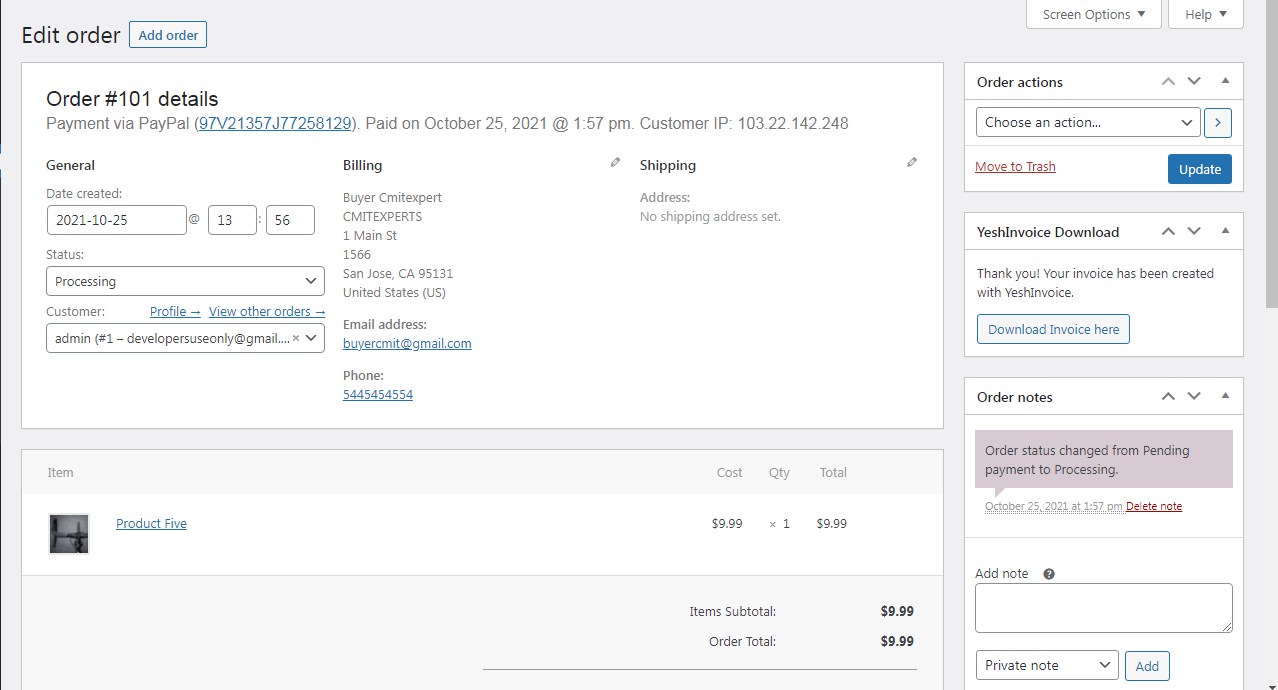 Screen Options ▼
Help ▼
Edit order
Add order
Order #101 details
Payment via PayPal (97V21357J77258129). Paid on October 25, 2021 @ 1:57 pm. Customer IP: 103.22.142.248
General
Date created:
2021-10-25 @ 13 : 56
Status:
Processing
Customer: Profile → View other orders →
admin (#1 – developersuseonly@gmail.... ×
Billing
Buyer Cmitexpert
CMITEXPERTS
1 Main St
1566
San Jose, CA 95131
United States (US)
Email address:
buyercmit@gmail.com
Phone:
5445454554
Shipping
Address:
No shipping address set.
Item Cost Qty Total
Product Five $9.99 × 1 $9.99
Items Subtotal: $9.99
Order Total: $9.99
Order actions
Choose an action...
Move to Trash
Update
YeshInvoice Download
Thank you! Your invoice has been created
with YeshInvoice.
Download Invoice here
Order notes
Order status changed from Pending
payment to Processing.
October 25, 2021 at 1:57 pm Delete note
Add note ?
Private note
Add